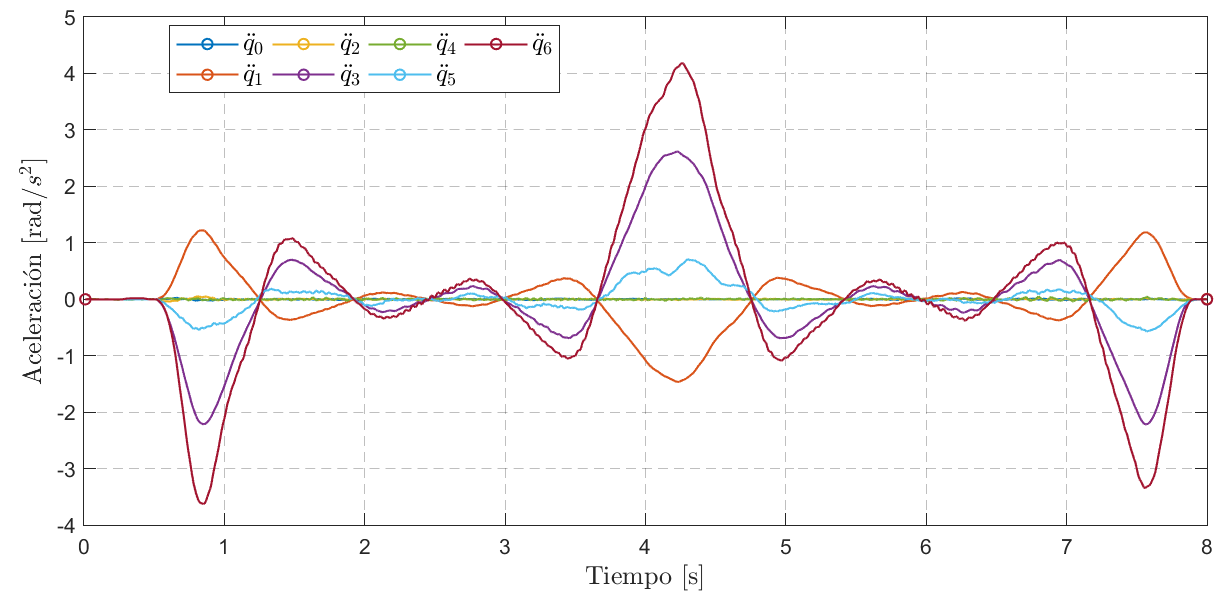 5
4
3
2
1
0
-1
-2
-3
-4
Aceleración [rad/s²]
q̈₀ q̈₂ q̈₄ q̈₆
q̈₁ q̈₃ q̈₅
0 1 2 3 4 5 6 7 8
Tiempo [s]